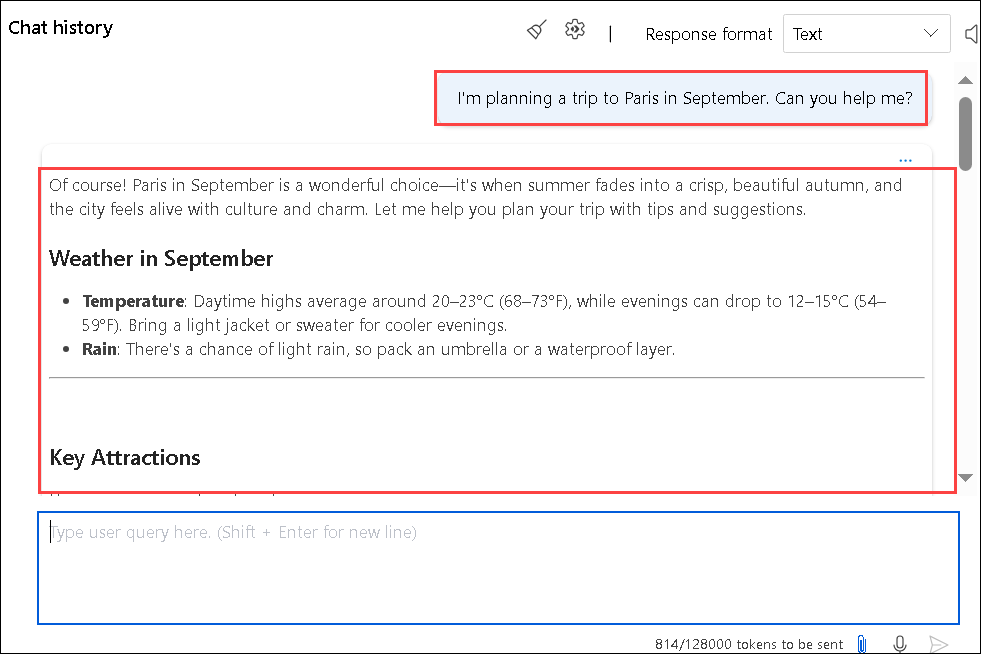 Chat history
Response format
Text
I'm planning a trip to Paris in September. Can you help me?
Of course! Paris in September is a wonderful choice—it's when summer fades into a crisp, beautiful autumn, and
the city feels alive with culture and charm. Let me help you plan your trip with tips and suggestions.
Weather in September
• Temperature: Daytime highs average around 20–23°C (68–73°F), while evenings can drop to 12–15°C (54–
59°F). Bring a light jacket or sweater for cooler evenings.
• Rain: There's a chance of light rain, so pack an umbrella or a waterproof layer.
Key Attractions
Type user query here. (Shift + Enter for new line)
814/128000 tokens to be sent